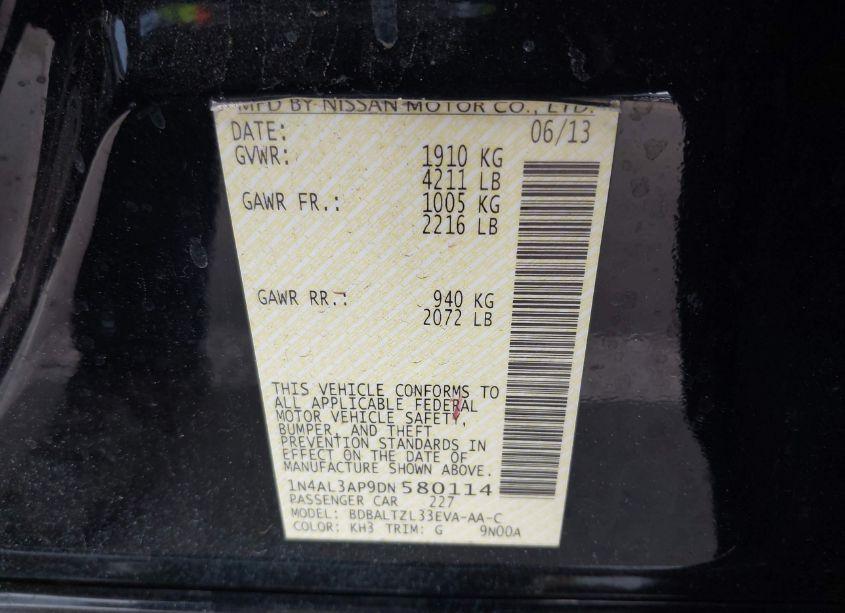 MFD BY NISSAN MOTOR CO., LTD.
DATE: 06/13
GVWR: 1910 KG
4211 LB
GAWR FR.: 1005 KG
2216 LB
GAWR RR.: 940 KG
2072 LB
THIS VEHICLE CONFORMS TO
ALL APPLICABLE FEDERAL
MOTOR VEHICLE SAFETY,
BUMPER, AND THEFT
PREVENTION STANDARDS IN
EFFECT ON THE DATE OF
MANUFACTURE SHOWN ABOVE.
1N4AL3AP9DN580114
PASSENGER CAR 227
MODEL: BDBALTZL33EVA-AA-C
COLOR: KH3 TRIM: G 9N00A